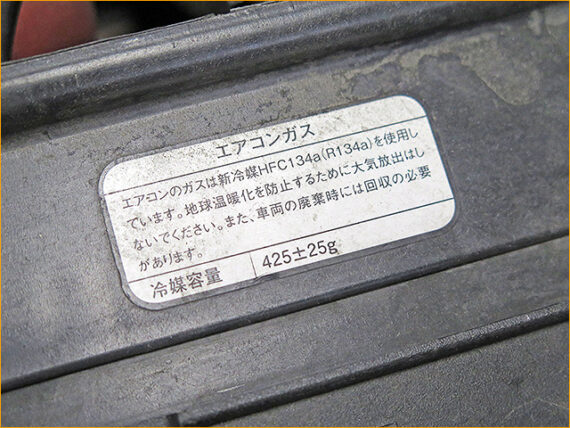 エアコンガス
エアコンのガスは新冷媒HFC134a(R134a)を使用し
ています。地球温暖化を防止するために大気放出はし
ないでください。また、車両の廃棄時には回収の必要
があります。
冷媒容量 425±25g